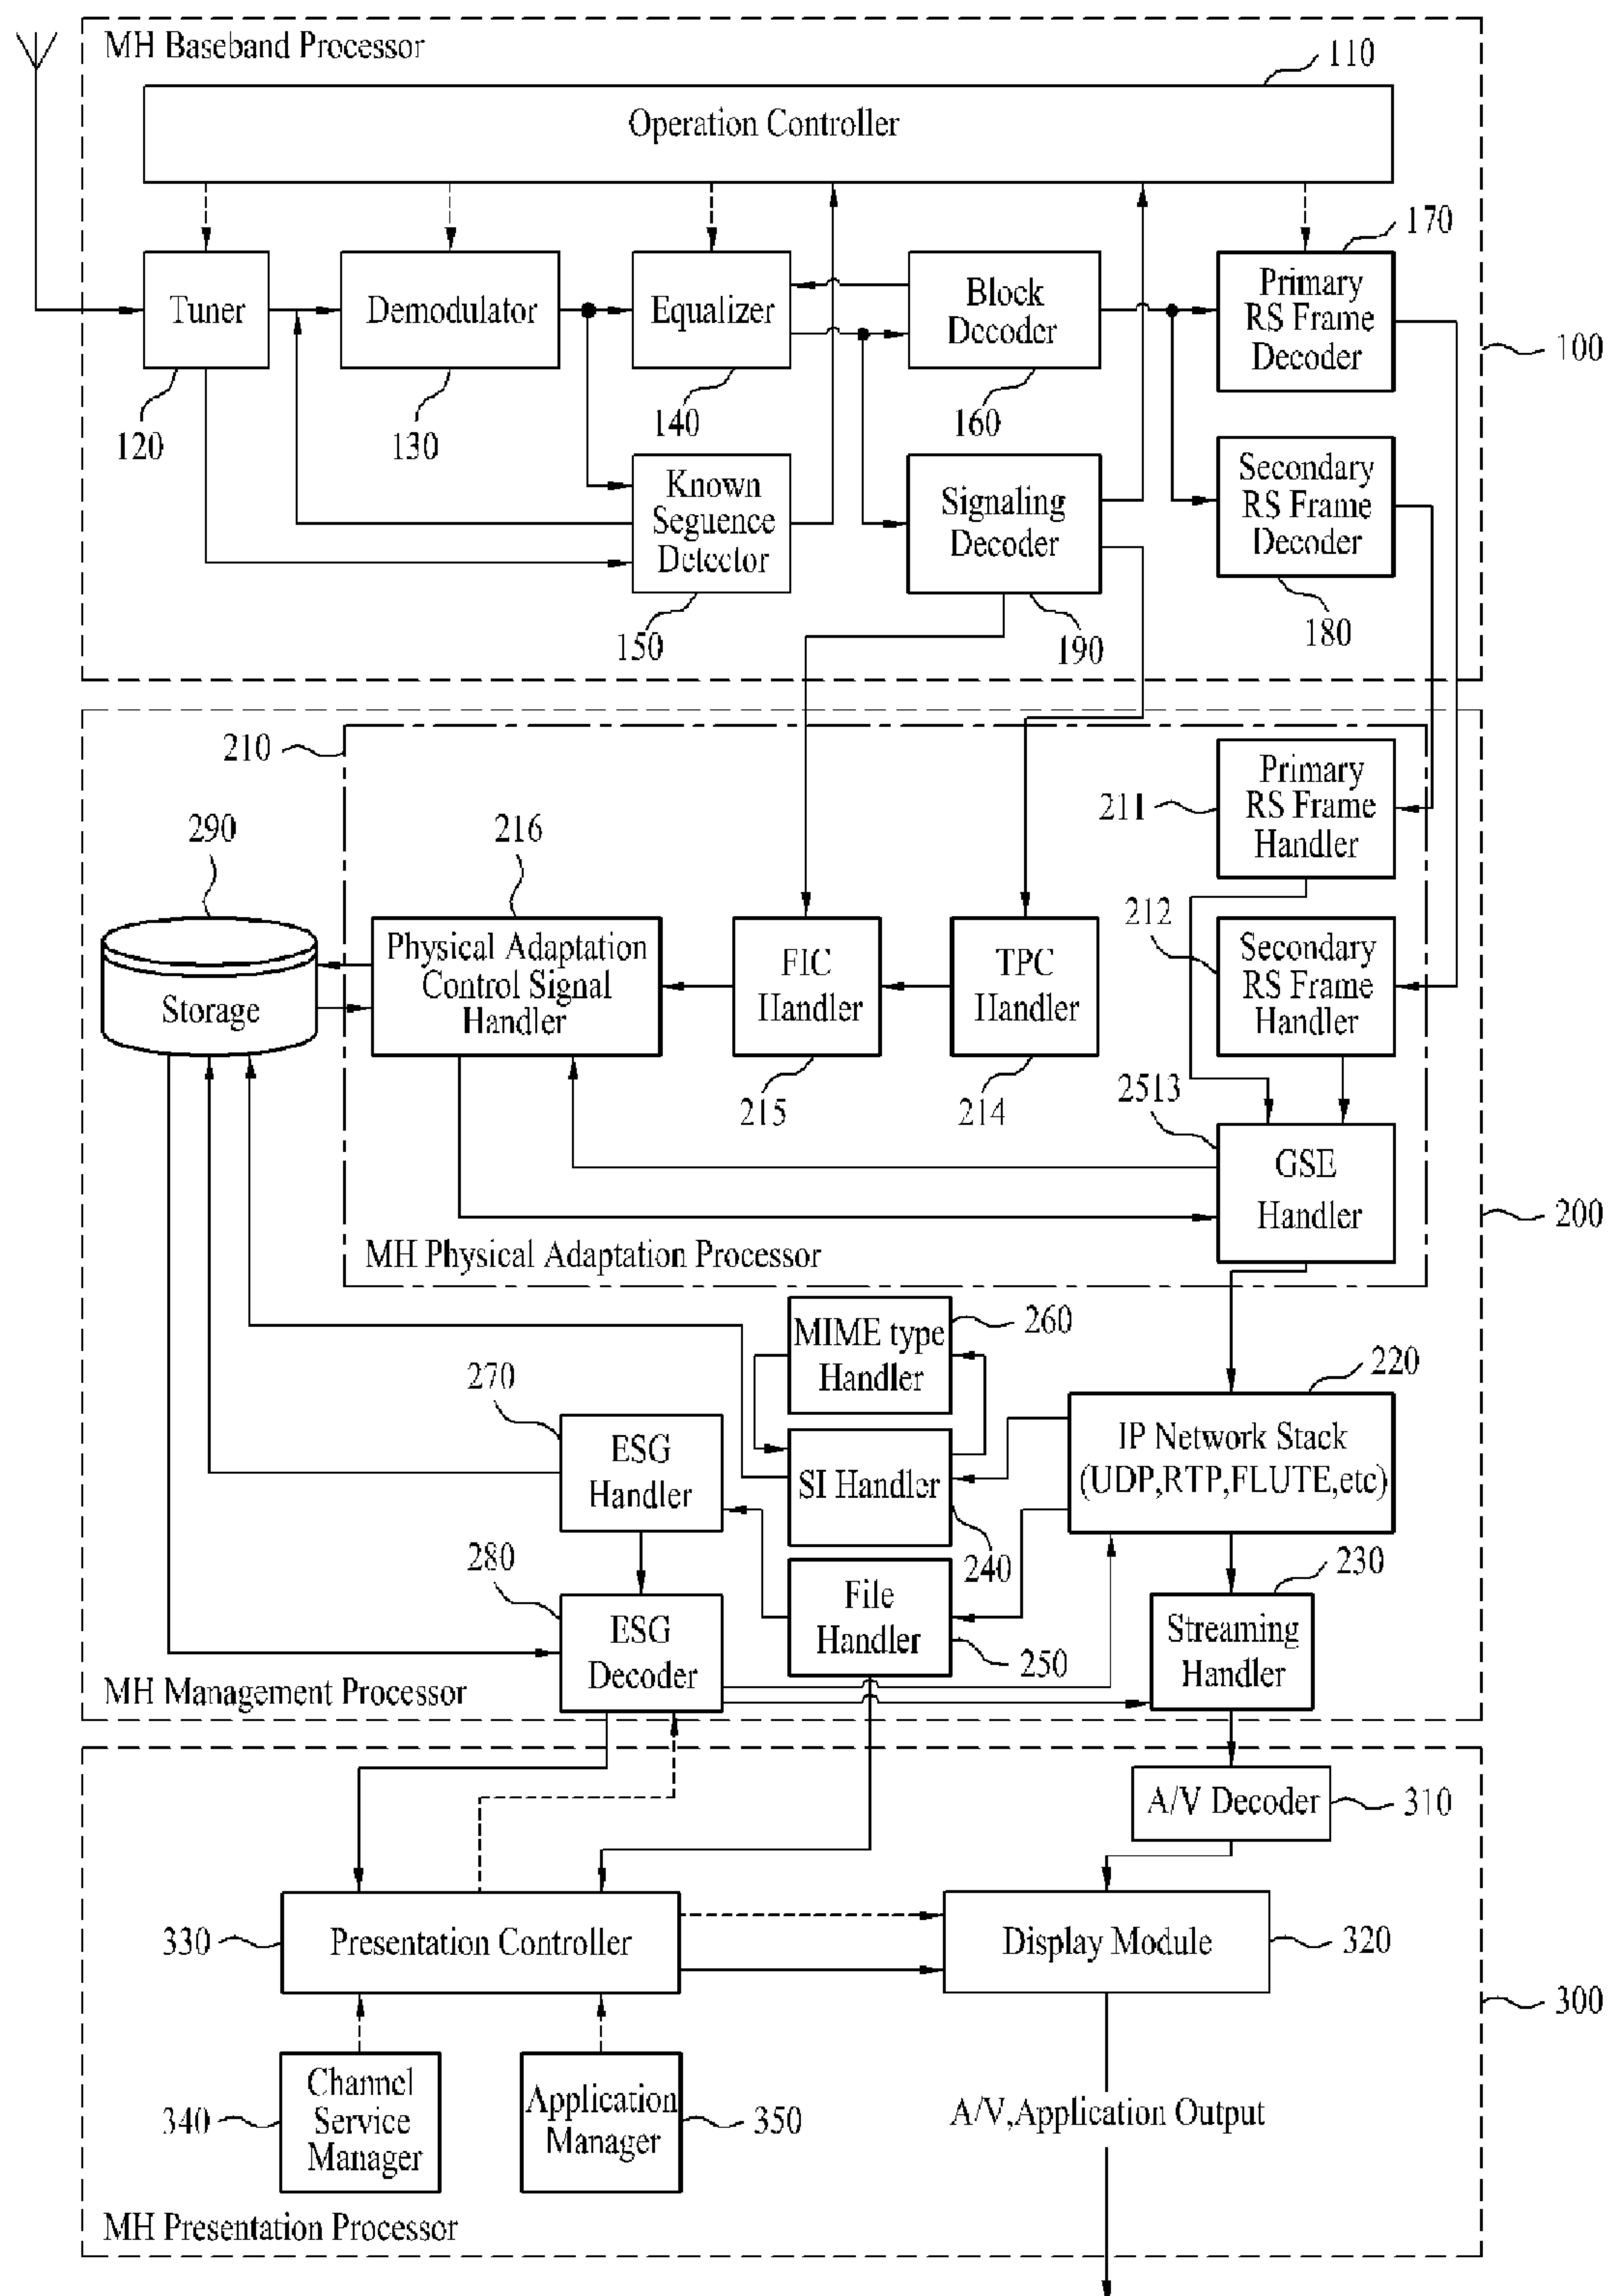 MH Baseband Processor
110
Operation Controller
170
Tuner
Demodulator
Equalizer
Block
Dccoder
Primary
RS Frame
Decoder
100
120
130
140
160
Known
Seguence
Detector
Signaling
Decoder
Secondary
RS Frame
Decoder
150
190
180
210
Primary
RS Frame
Handler
211
290
216
212
Storage
Physical Adaptation
Control Signal
Handler
FIC
Handler
TPC
Handler
Secondary
RS Frame
Handler
215
214
2513
GSE
Handler
200
MH Physical Adaptation Processor
MIME type
Handler
260
270
220
ESG
Handler
SI Handler
IP Network Stack
(UDP,RTP,FLUTE,etc)
280
240
230
ESG
Decoder
File
Handler
250
Streaming
Handler
MH Management Processor
A/V Decoder
310
330
Presentation Controller
Display Module
320
300
340
Channel
Service
Manager
Application
Manager
350
A/V,Application Output
MH Presentation Processor